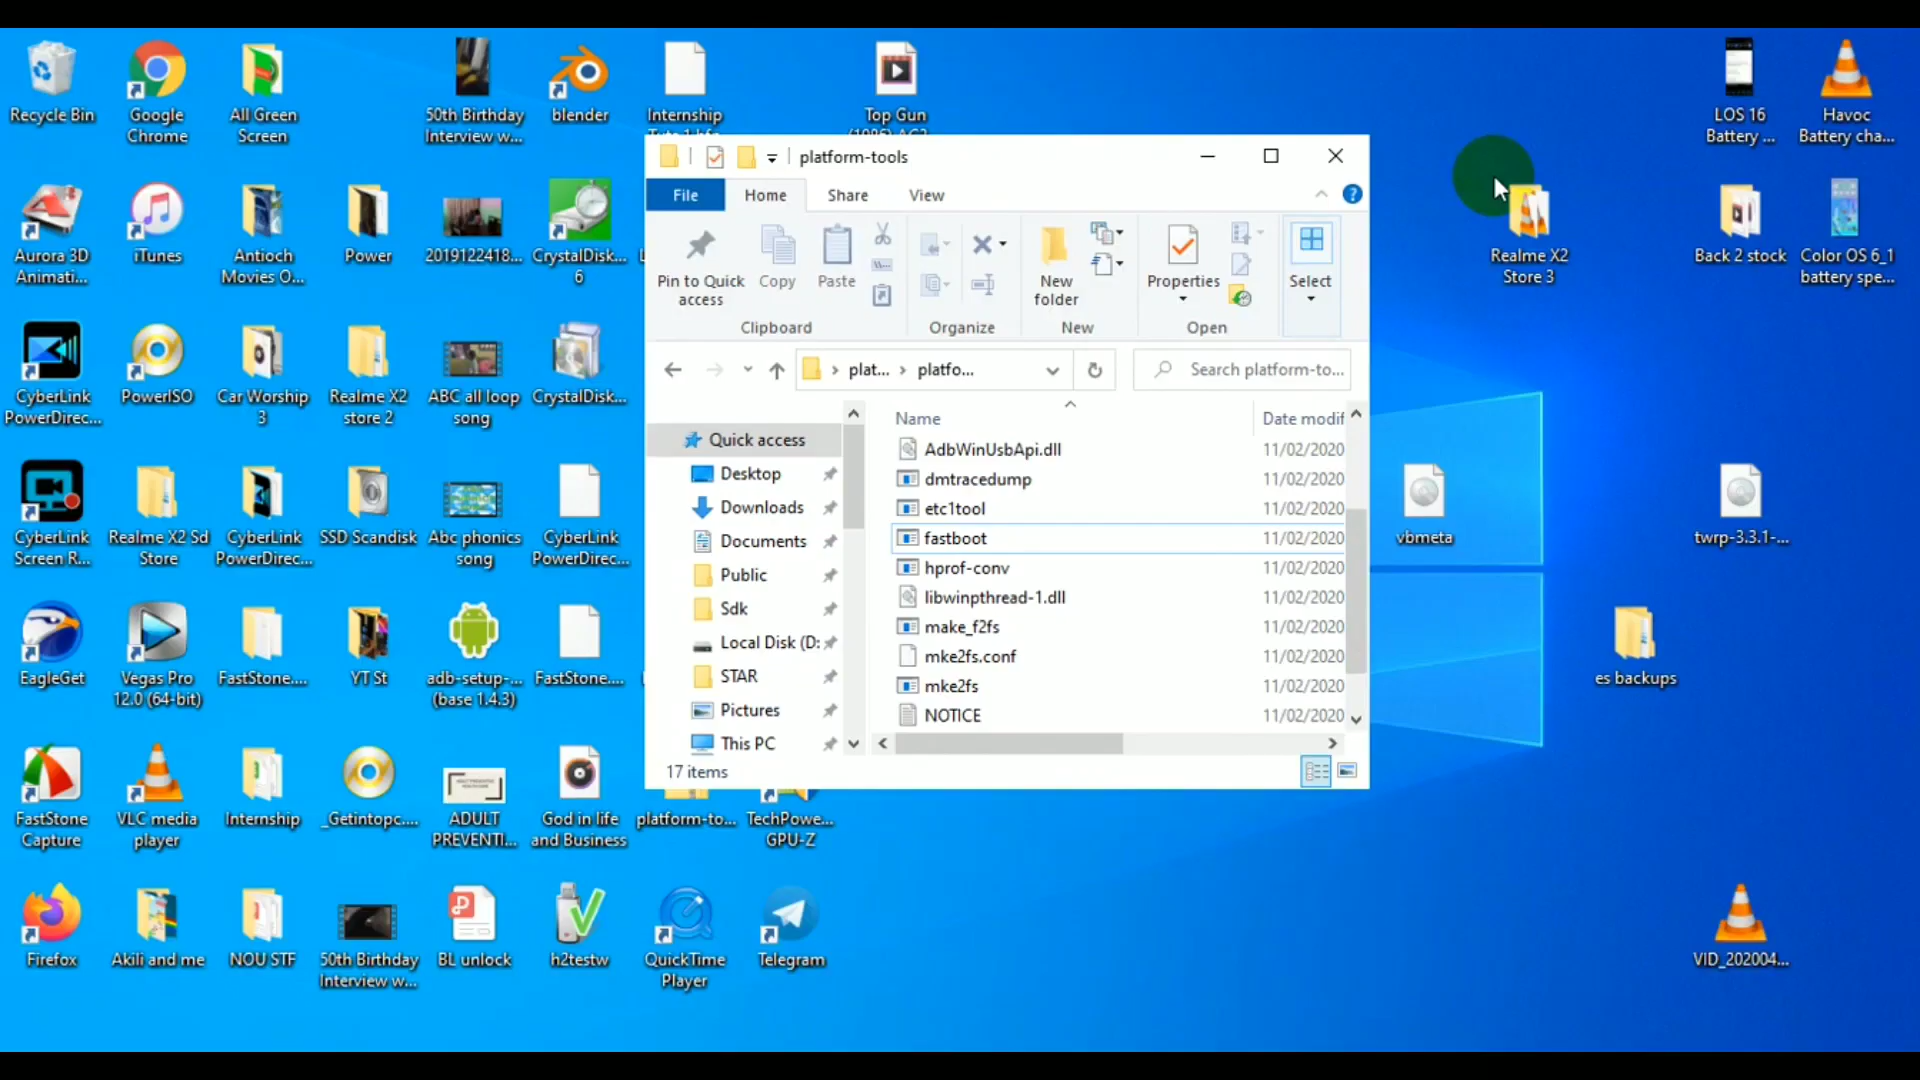 Recycle Bin
Google
Chrome
All Green
Screen
50th Birthday
Interview w...
blender
Internship
Top Gun
LOS 16
Battery ...
Havoc
Battery cha...
Aurora 3D
Animati...
iTunes
Antioch
Movies O...
Power
2019122418...
CrystalDisk...
6
Realme X2
Store 3
Back 2 stock
Color OS 6_1
battery spe...
CyberLink
PowerDirec...
PowerISO
Car Worship
3
Realme X2
store 2
ABC all loop
song
CrystalDisk...
CyberLink
Screen R...
Realme X2 Sd
Store
CyberLink
PowerDirec...
SSD Scandisk
Abc phonics
song
CyberLink
PowerDirec...
vbmeta
twrp-3.3.1-...
EagleGet
Vegas Pro
12.0 (64-bit)
FastStone....
YT St
adb-setup-...
(base 1.4.3)
FastStone....
es backups
FastStone
Capture
VLC media
player
Internship
_Getintopc....
ADULT
PREVENTI...
God in life
and Business
platform-to...
TechPowe...
GPU-Z
Firefox
Akili and me
NOU STF
50th Birthday
Interview w...
BL unlock
h2testw
QuickTime
Player
Telegram
VID_202004...
platform-tools
File
Home
Share
View
Pin to Quick
access
Copy
Paste
New
folder
Properties
Select
Clipboard
Organize
New
Open
plat...
platfo...
Search platform-to...
Quick access
Desktop
Downloads
Documents
Public
Sdk
Local Disk (D:
STAR
Pictures
This PC
Name
Date modif
AdbWinUsbApi.dll
11/02/2020
dmtracedump
11/02/2020
etc1tool
11/02/2020
fastboot
11/02/2020
hprof-conv
11/02/2020
libwinpthread-1.dll
11/02/2020
make_f2fs
11/02/2020
mke2fs.conf
11/02/2020
mke2fs
11/02/2020
NOTICE
11/02/2020
17 items